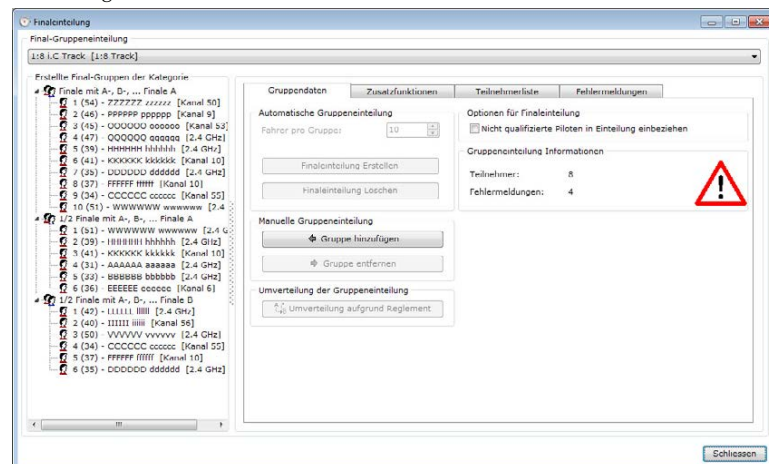 Finaleinteilung
Final-Gruppeneinteilung
1:8 I.C Track [1:8 Track]
Erstellte Final-Gruppen der Kategorie
Finale mit A-, B-, ... Finale A
1 (54) - ZZZZZZ zzzzzz [Kanal 50]
2 (46) - PPPPPP pppppp [Kanal 9]
3 (45) - OOOOOO oooooo [Kanal 53]
4 (47) - QQQQQQ qqqqqq [2.4 GHz]
5 (39) - HHHHHH hhhhhh [2.4 GHz]
6 (41) - KKKKKK kkkkkk [Kanal 10]
7 (35) - DDDDDD dddddd [2.4 GHz]
8 (37) - FFFFFF ffffff [Kanal 10]
9 (34) - CCCCCC cccccc [Kanal 55]
10 (51) - WWWWWW wwwwww [2.4
1/2 Finale mit A-, B-, ... Finale A
1 (51) - WWWWWW wwwwww [2.4 G
2 (39) - HHHHHH hhhhhh [2.4 GHz]
3 (41) - KKKKKK kkkkkk [Kanal 10]
4 (31) - AAAAAA aaaaaa [2.4 GHz]
5 (33) - BBBBBB bbbbbb [2.4 GHz]
6 (36) - EEEEEE eeeeee [Kanal 6]
1/2 Finale mit A-, B-, ... Finale B
1 (42) - LLLLLL llllll [2.4 GHz]
2 (40) - IIIIII iiiiii [Kanal 56]
3 (50) - VVVVVV vvvvvv [2.4 GHz]
4 (34) - CCCCCC cccccc [Kanal 55]
5 (37) - FFFFFF ffffff [Kanal 10]
6 (35) - DDDDDD dddddd [2.4 GHz]
Gruppendaten
Zusatzfunktionen
Teilnehmerliste
Fehlermeldungen
Automatische Gruppeneinteilung
Fahrer pro Gruppe: 10
Finaleinteilung Erstellen
Finaleinteilung Löschen
Manuelle Gruppeneinteilung
Gruppe hinzufügen
Gruppe entfernen
Umverteilung der Gruppeneinteilung
Umverteilung aufgrund Reglement
Optionen für Finaleinteilung
Nicht qualifizierte Piloten in Einteilung einbeziehen
Gruppeneinteilung Informationen
Teilnehmer: 8
Fehlermeldungen: 4
Schliessen